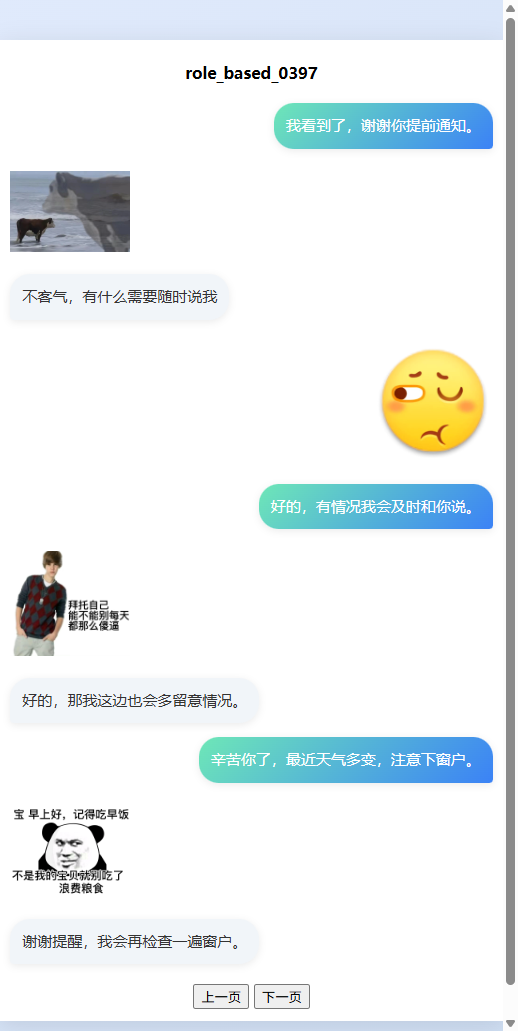 role_based_0397
我看到了，谢谢你提前通知。
不客气，有什么需要随时说我
好的，有情况我会及时和你说。
拜托自己
能不能别每天
都那么傻逼
好的，那我这边也会多留意情况。
辛苦你了，最近天气多变，注意下窗户。
宝 早上好，记得吃早饭
不是我的宝贝就别吃了
浪费粮食
谢谢提醒，我会再检查一遍窗户。
上一页 下一页